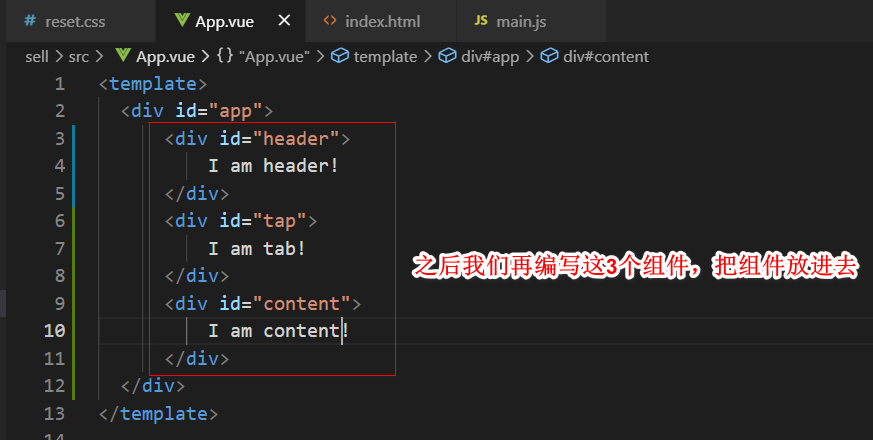 # reset.css App.vue × <> index.html JS main.js
sell > src > App.vue > {} "App.vue" > template > div#app > div#content
1 <template>
2 <div id="app">
3 <div id="header">
4 I am header!
5 </div>
6 <div id="tap">
7 I am tab!
8 </div>
之后我们再编写这3个组件，把组件放进去
9 <div id="content">
10 I am content!
11 </div>
12 </div>
13 </template>
14